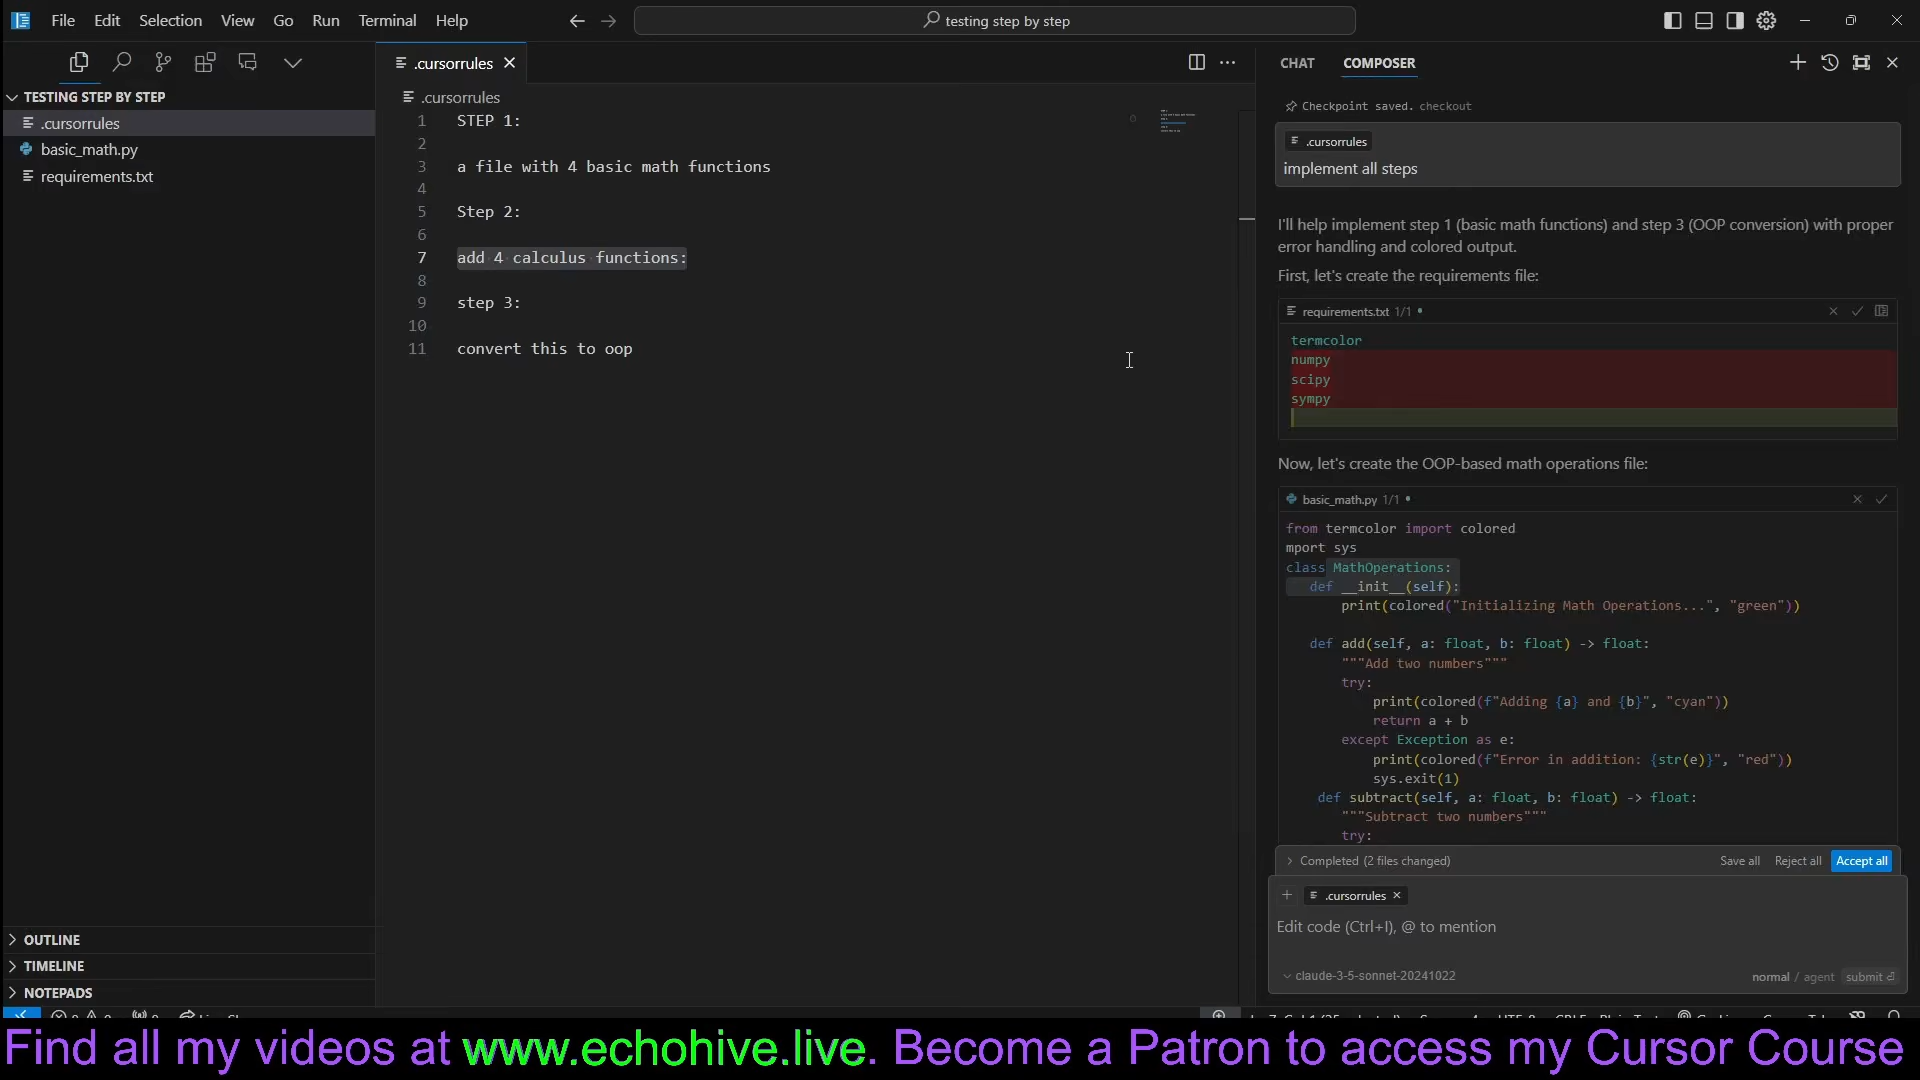 File Edit Selection View Go Run Terminal Help
testing step by step
TESTING STEP BY STEP
.cursorrules
basic_math.py
requirements.txt
OUTLINE
TIMELINE
NOTEPADS
.cursorrules
.cursorrules
1 STEP 1:
2
3 a file with 4 basic math functions
4
5 Step 2:
6
7 add 4 calculus functions:
8
9 step 3:
10
11 convert this to oop
CHAT COMPOSER
Checkpoint saved. checkout
.cursorrules
implement all steps
I'll help implement step 1 (basic math functions) and step 3 (OOP conversion) with proper
error handling and colored output.
First, let's create the requirements file:
requirements.txt 1/1
termcolor
numpy
scipy
sympy
Now, let's create the OOP-based math operations file:
basic_math.py 1/1
from termcolor import colored
mport sys
class MathOperations:
def __init__(self):
print(colored("Initializing Math Operations...", "green"))
def add(self, a: float, b: float) -> float:
"""Add two numbers"""
try:
print(colored(f"Adding {a} and {b}", "cyan"))
return a + b
except Exception as e:
print(colored(f"Error in addition: {str(e)}", "red"))
sys.exit(1)
def subtract(self, a: float, b: float) -> float:
"""Subtract two numbers"""
try:
Completed (2 files changed) Save all Reject all Accept all
.cursorrules
Edit code (Ctrl+I), @ to mention
claude-3-5-sonnet-20241022 normal / agent submit
Find all my videos at www.echohive.live. Become a Patron to access my Cursor Course